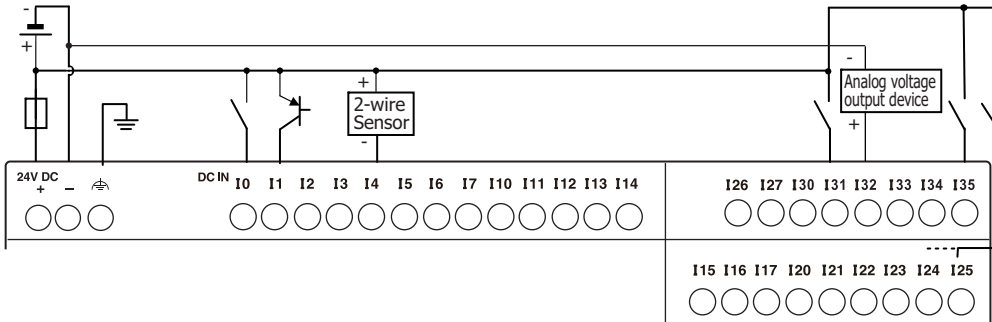 -
+
+
2-wire
Sensor
-
-
Analog voltage
output device
+
24V DC
+ −
DC IN I0 I1 I2 I3 I4 I5 I6 I7 I10 I11 I12 I13 I14
I26 I27 I30 I31 I32 I33 I34 I35
I15 I16 I17 I20 I21 I22 I23 I24 I25